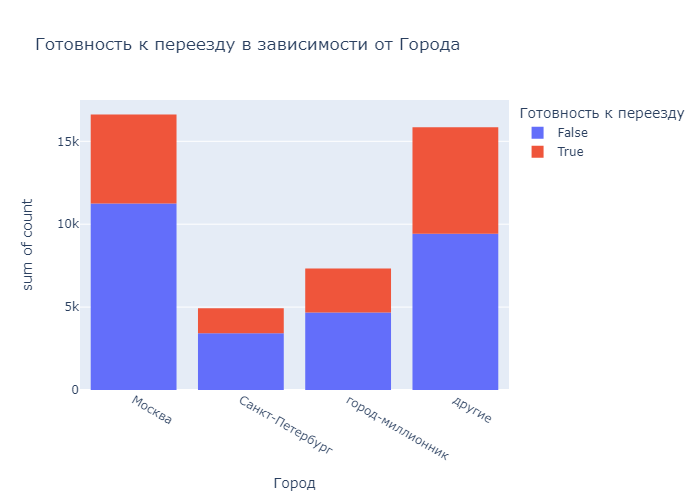 Готовность к переезду в зависимости от Города
Готовность к переезду
False
True
sum of count
15k
10k
5k
0
Москва
Санкт-Петербург
город-миллионник
другие
Город